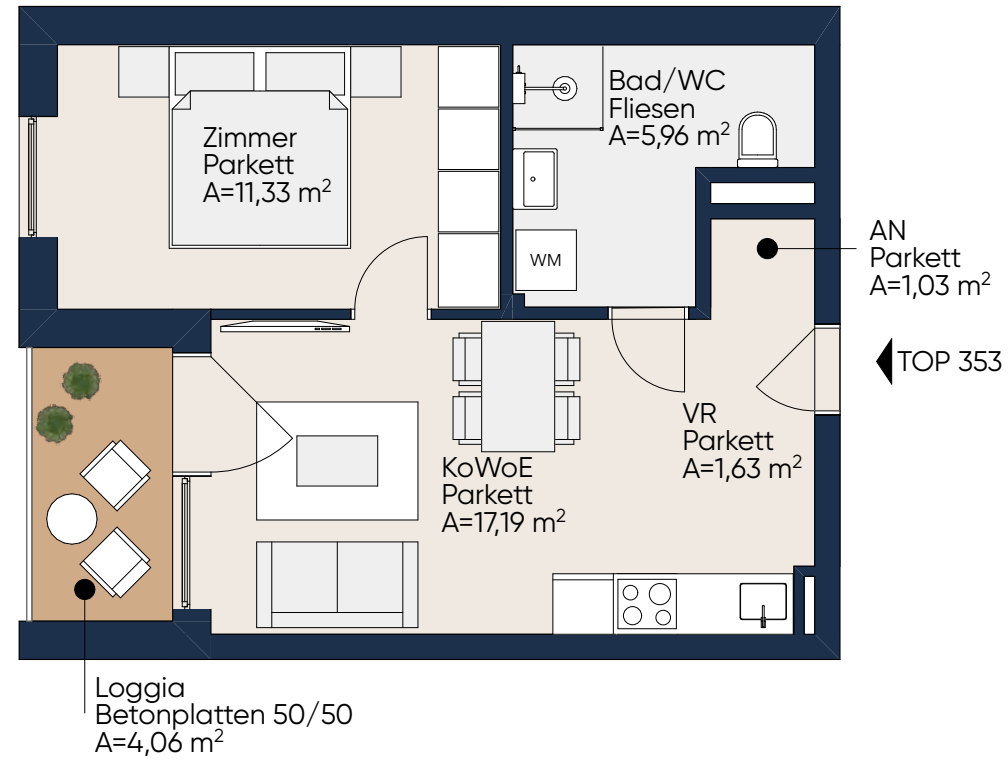 Zimmer
Parkett
A=11,33 m²
Bad/WC
Fliesen
A=5,96 m²
WM
AN
Parkett
A=1,03 m²
TOP 353
VR
Parkett
A=1,63 m²
KoWoE
Parkett
A=17,19 m²
Loggia
Betonplatten 50/50
A=4,06 m²